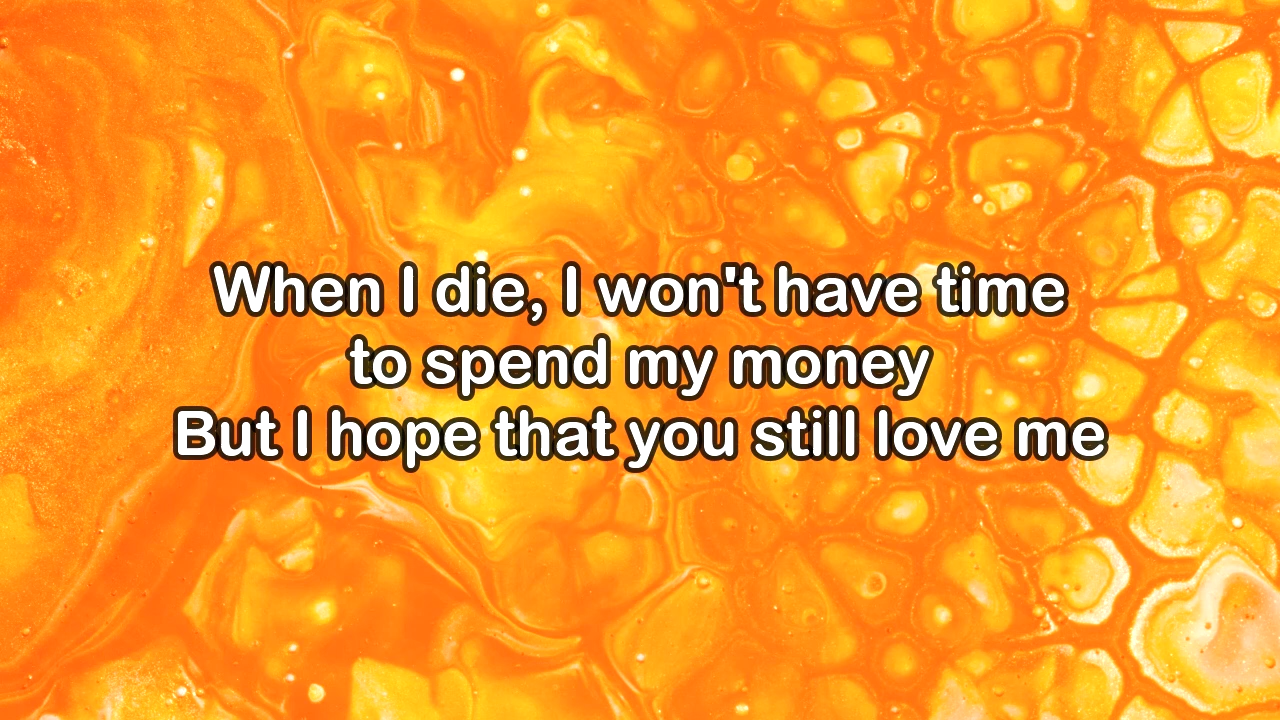 When I die, I won't have time
to spend my money
But I hope that you still love me